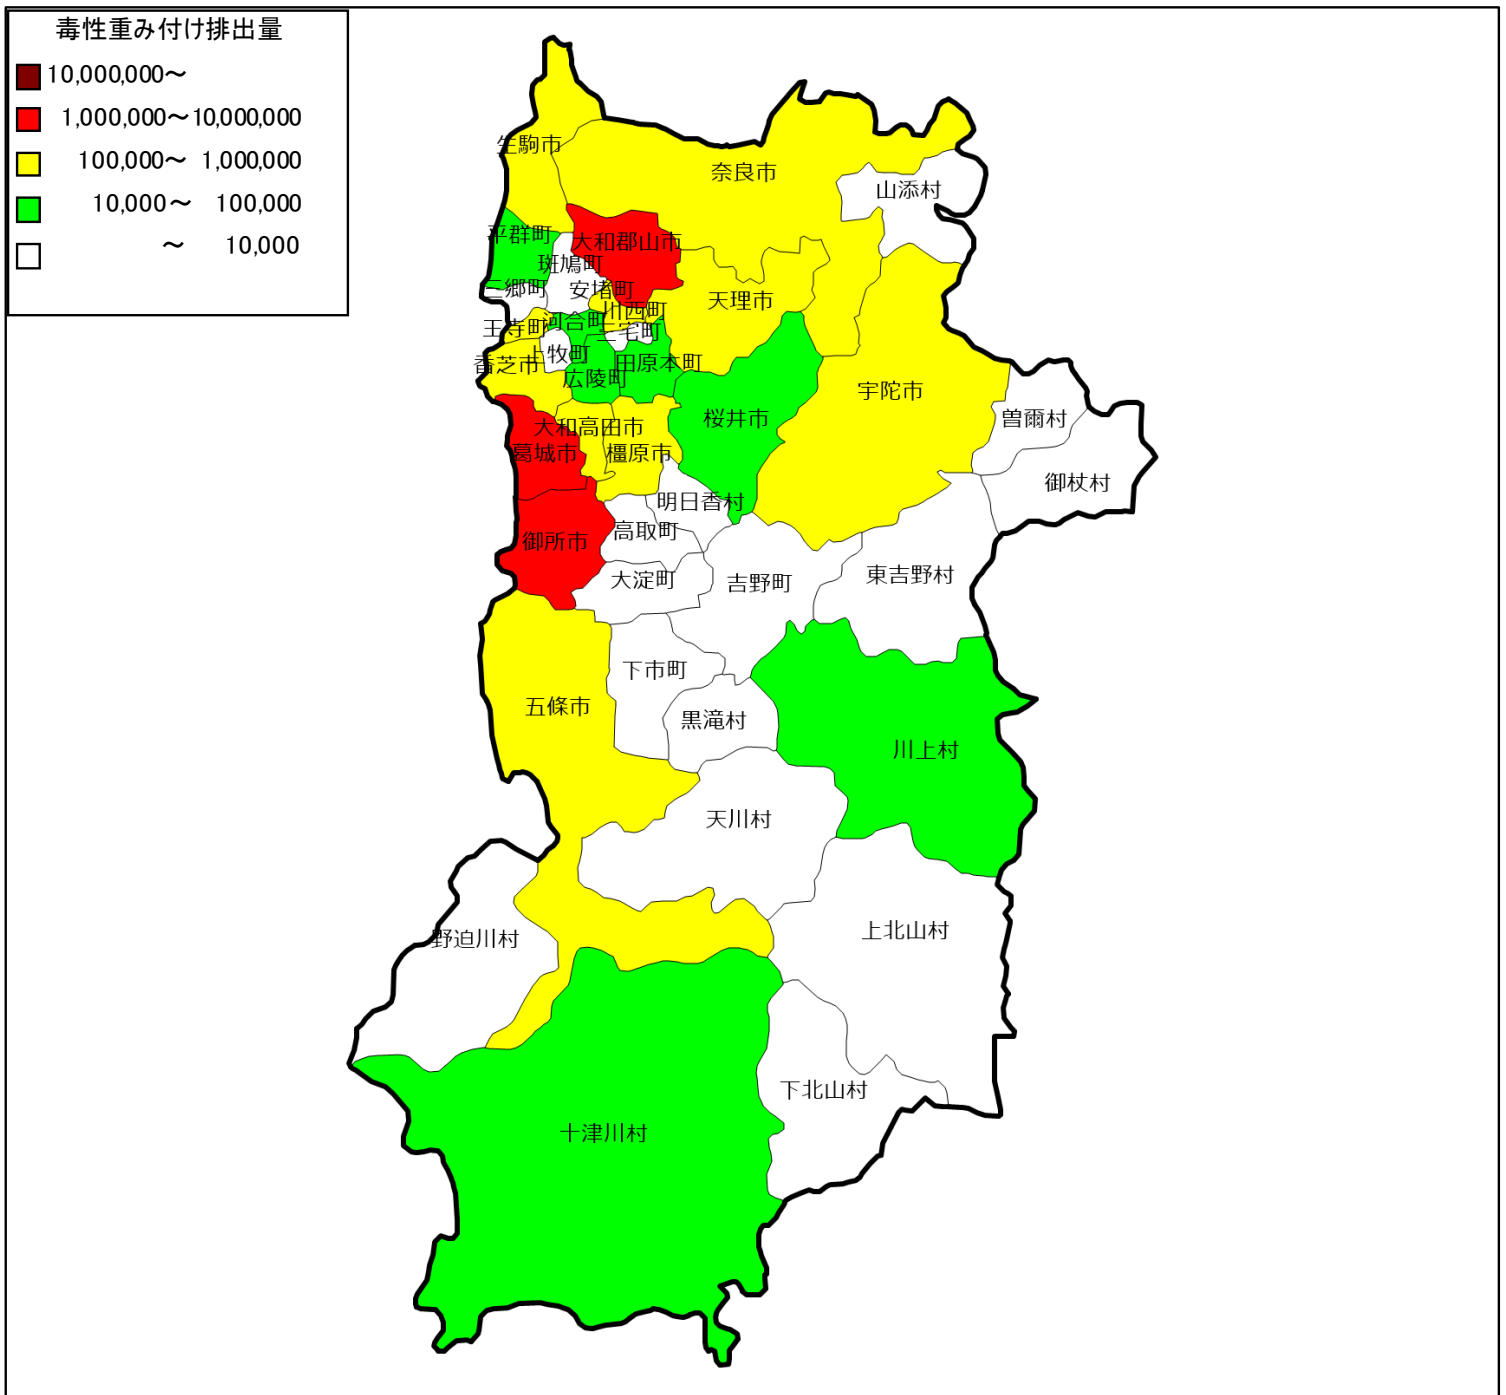 毒性重み付け排出量
10,000,000～
1,000,000～10,000,000
100,000～ 1,000,000
10,000～ 100,000
～ 10,000
生駒市
奈良市
山添村
平群町
大和郡山市
斑鳩町
三郷町
安堵町
天理市
川西町
河合町
王寺町
三宅町
上牧町
香芝市
田原本町
広陵町
宇陀市
桜井市
曽爾村
大和高田市
葛城市
橿原市
御杖村
明日香村
高取町
御所市
大淀町
吉野町
東吉野村
下市町
五條市
黒滝村
川上村
天川村
上北山村
野迫川村
下北山村
十津川村